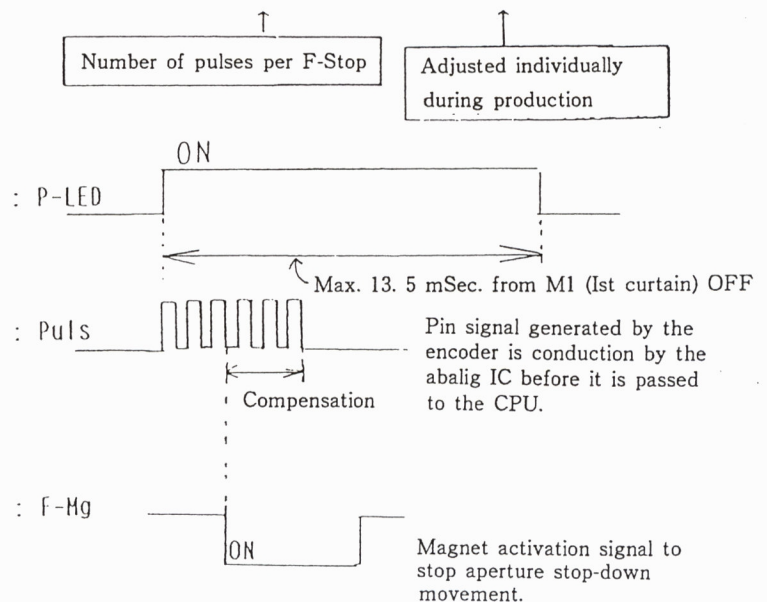 Number of pulses per F-Stop
Adjusted individually
during production
ON
: P-LED
Max. 13. 5 mSec. from M1 (Ist curtain) OFF
: Puls
Pin signal generated by the
encoder is conduction by the
abalig IC before it is passed
to the CPU.
Compensation
: F-Mg
ON
Magnet activation signal to
stop aperture stop-down
movement.